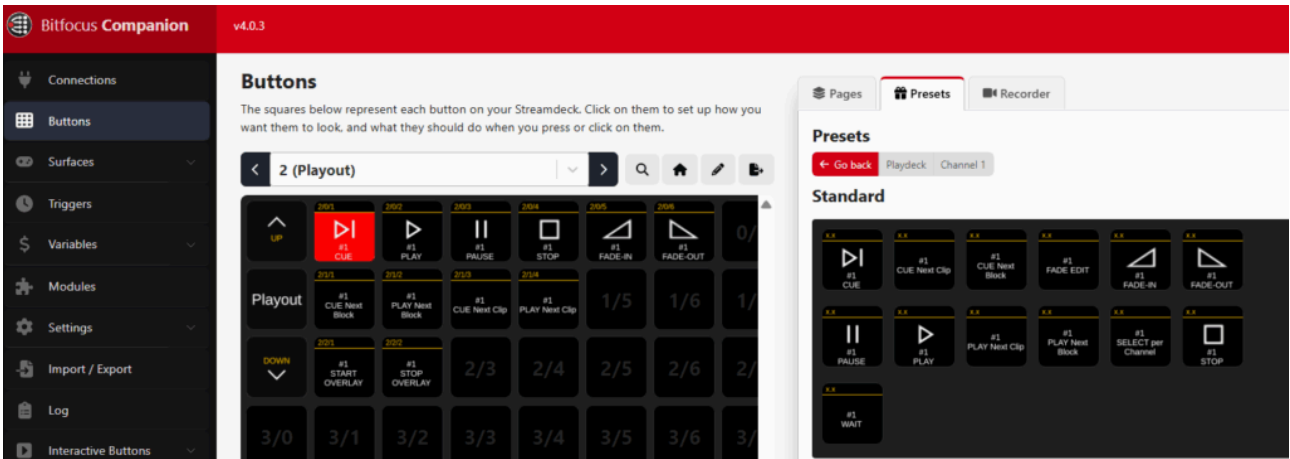 Bitfocus Companion
v4.0.3
Connections
Buttons
Surfaces
Triggers
Variables
Modules
Settings
Import / Export
Log
Interactive Buttons
Buttons
The squares below represent each button on your Streamdeck. Click on them to set up how you
want them to look, and what they should do when you press or click on them.
2 (Playout)
UP
2/0/1
#1
CUE
2/0/2
#1
PLAY
2/0/3
#1
PAUSE
2/0/4
#1
STOP
2/0/5
#1
FADE-IN
2/0/6
#1
FADE-OUT
0/
Playout
2/1/1
#1
CUE Next
Block
2/1/2
#1
PLAY Next
Block
2/1/3
#1
CUE Next Clip
2/1/4
#1
PLAY Next Clip
1/5
1/6
1/
DOWN
2/2/1
#1
START
OVERLAY
2/2/2
#1
STOP
OVERLAY
2/3
2/4
2/5
2/6
2/
3/0
3/1
3/2
3/3
3/4
3/5
3/6
3/
Pages
Presets
Recorder
Presets
Go back
Playdeck
Channel 1
Standard
x.x
#1
CUE
x.x
#1
CUE Next Clip
x.x
#1
CUE Next
Block
x.x
#1
FADE EDIT
x.x
#1
FADE-IN
x.x
#1
FADE-OUT
x.x
#1
PAUSE
x.x
#1
PLAY
x.x
#1
PLAY Next Clip
x.x
#1
PLAY Next
Block
x.x
#1
SELECT per
Channel
x.x
#1
STOP
x.x
#1
WAIT